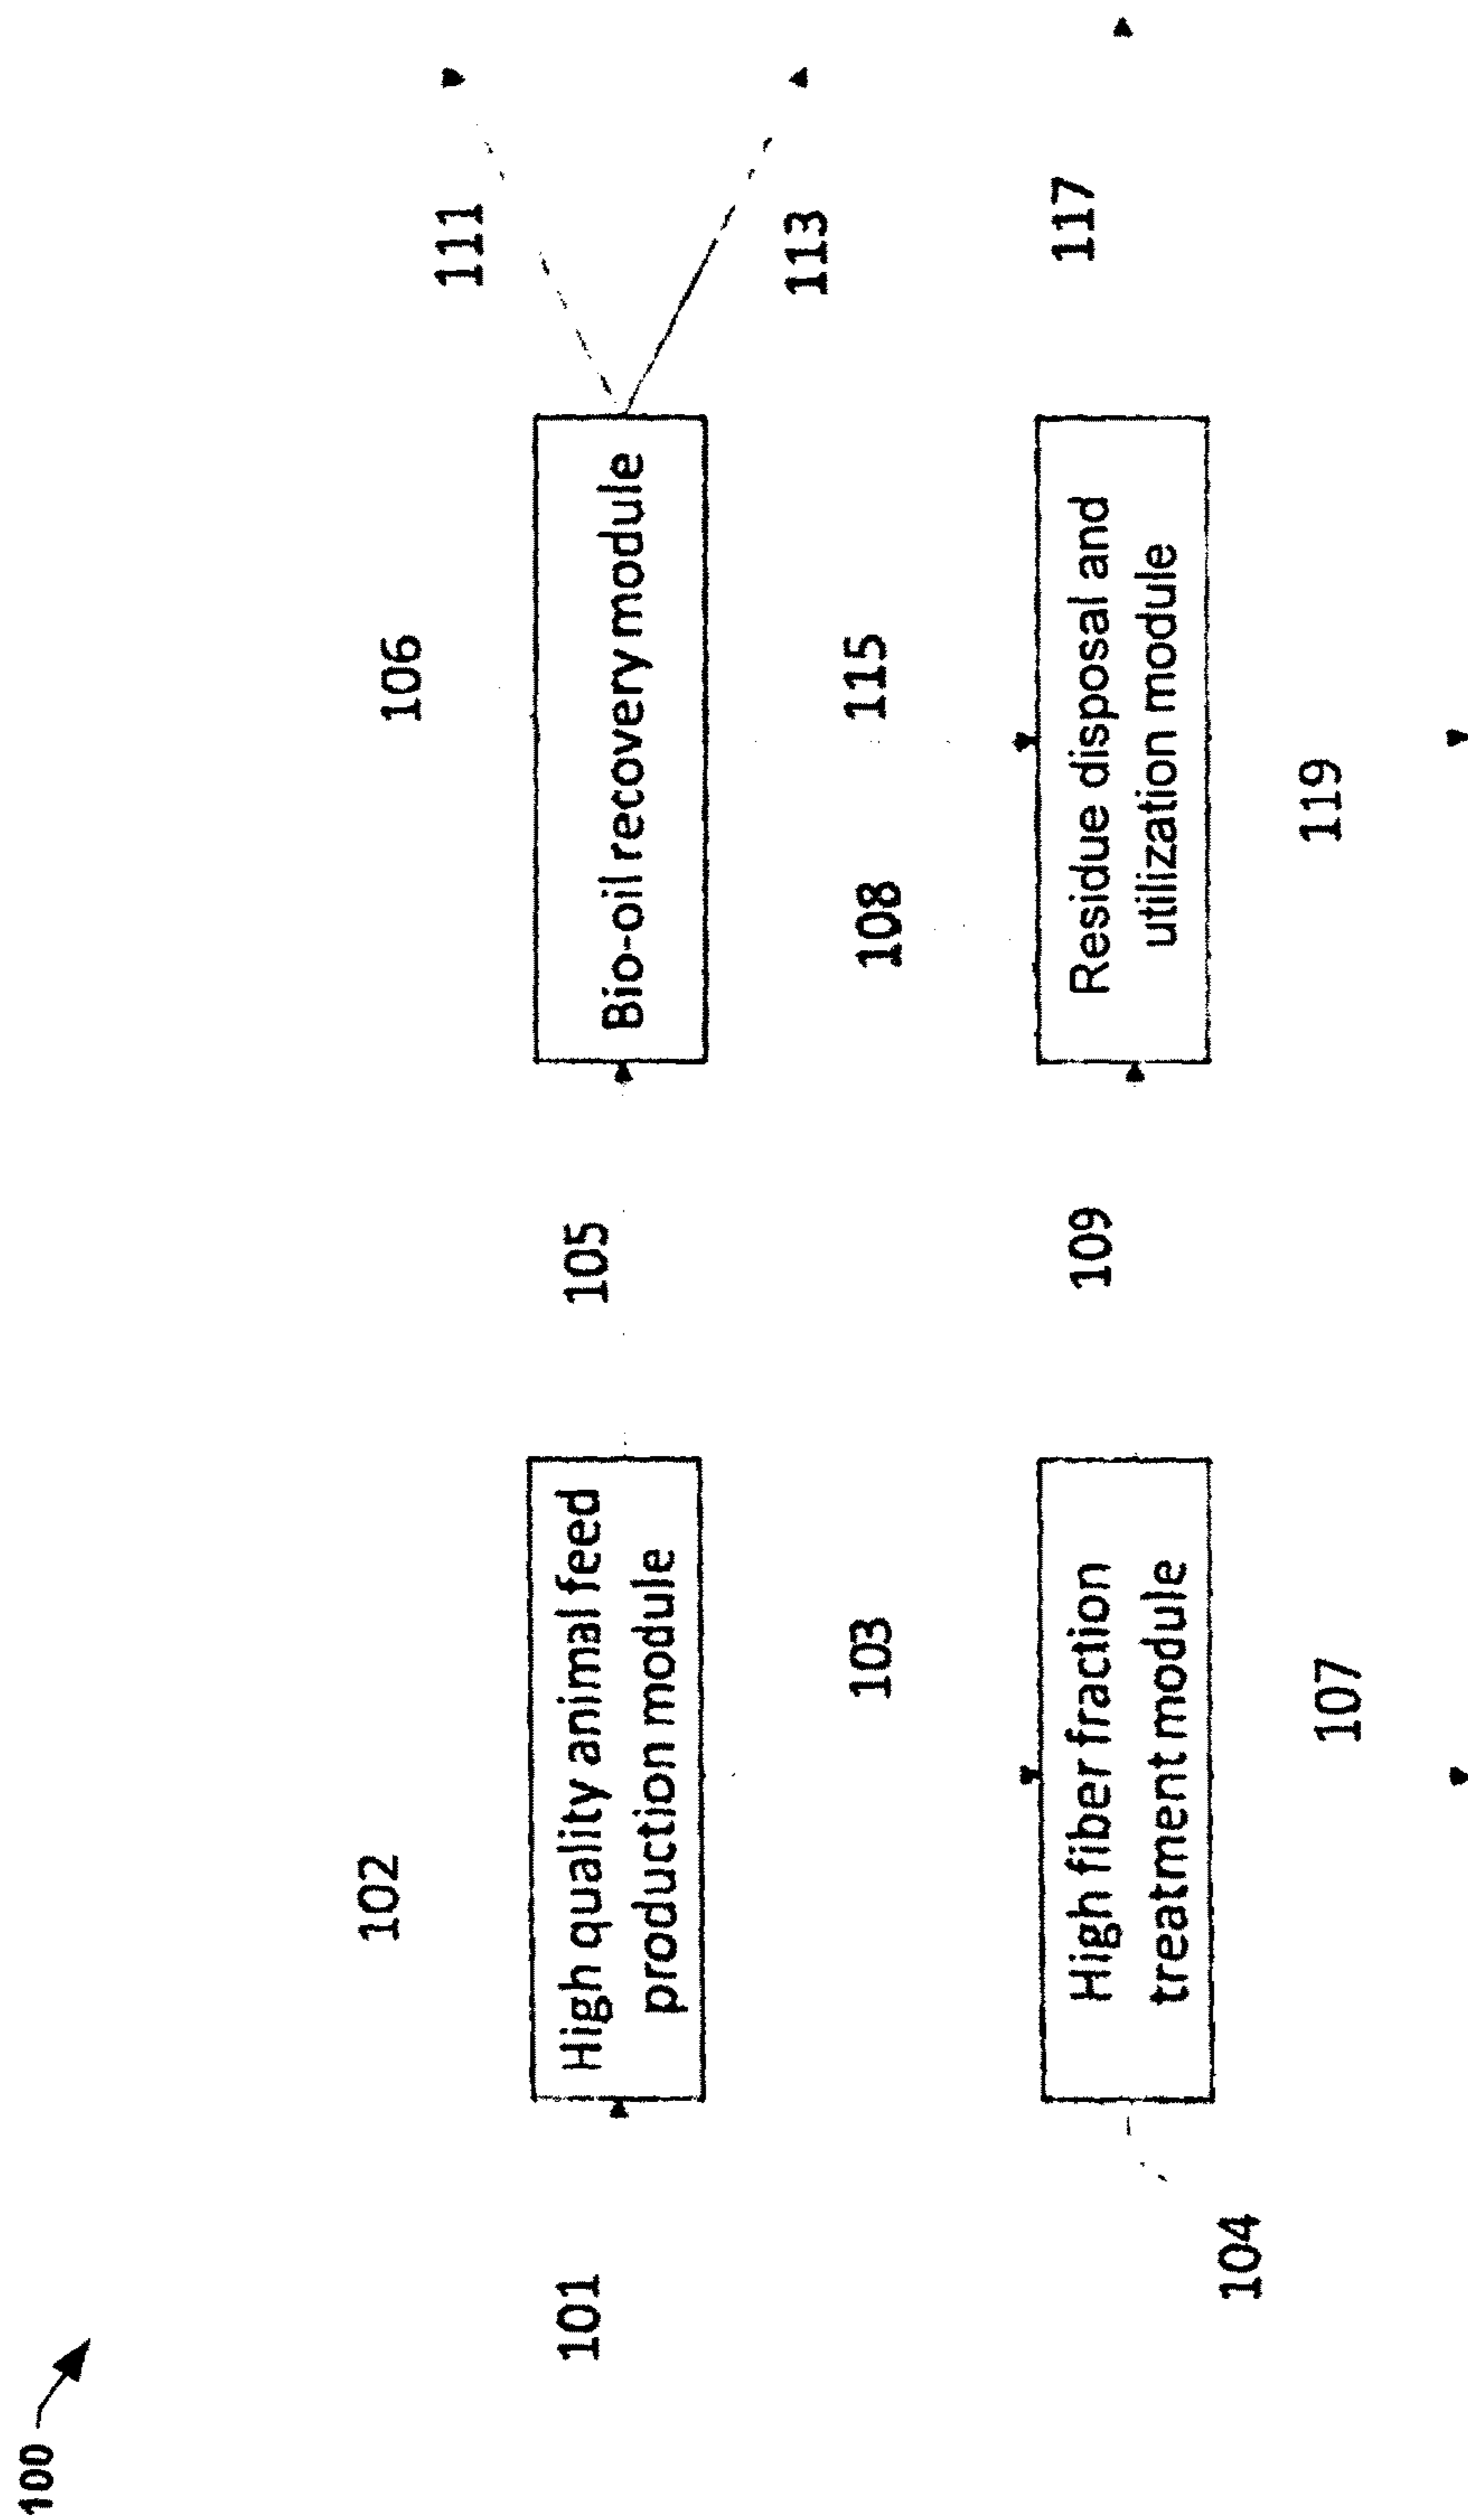 100
102
106
111
101
High quality animal feed
production module
105
Bio-oil recovery module
113
103
108
115
104
High fiber fraction
treatment module
109
Residue disposal and
utilization module
117
107
119